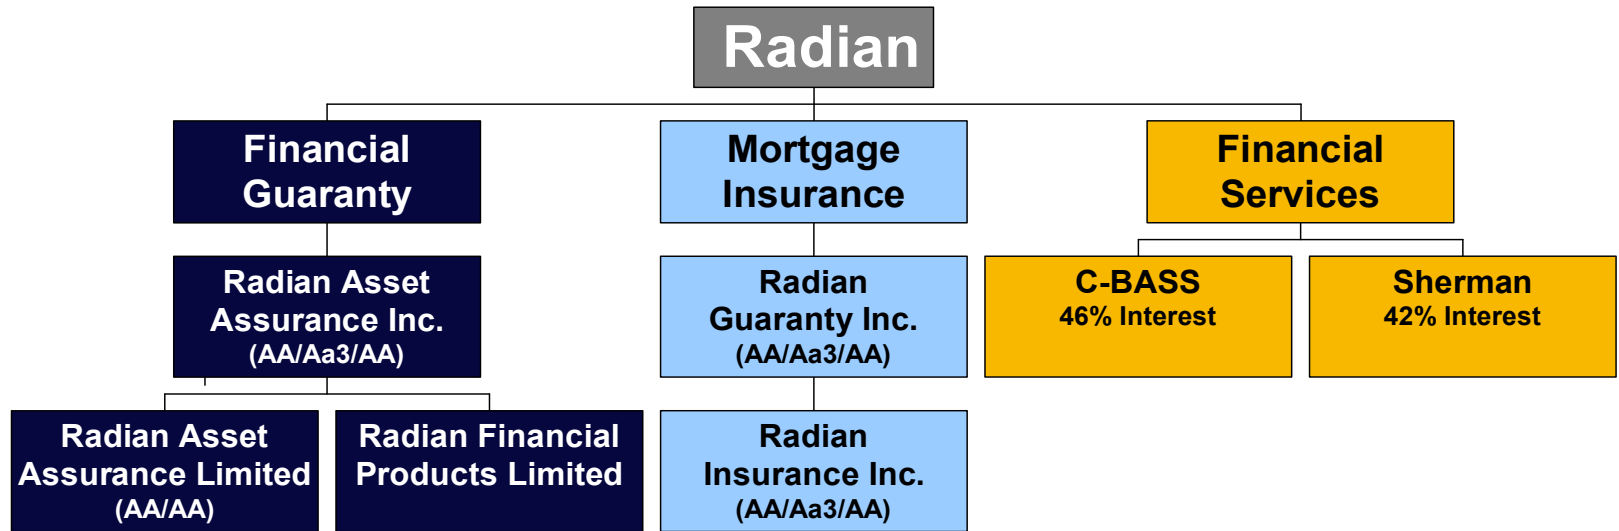 Radian
Financial
Guaranty
Mortgage
Insurance
Financial
Services
Radian Asset
Assurance Inc.
(AA/Aa3/AA)
Radian
Guaranty Inc.
(AA/Aa3/AA)
C-BASS
46% Interest
Sherman
42% Interest
Radian Asset
Assurance Limited
(AA/AA)
Radian Financial
Products Limited
Radian
Insurance Inc.
(AA/Aa3/AA)